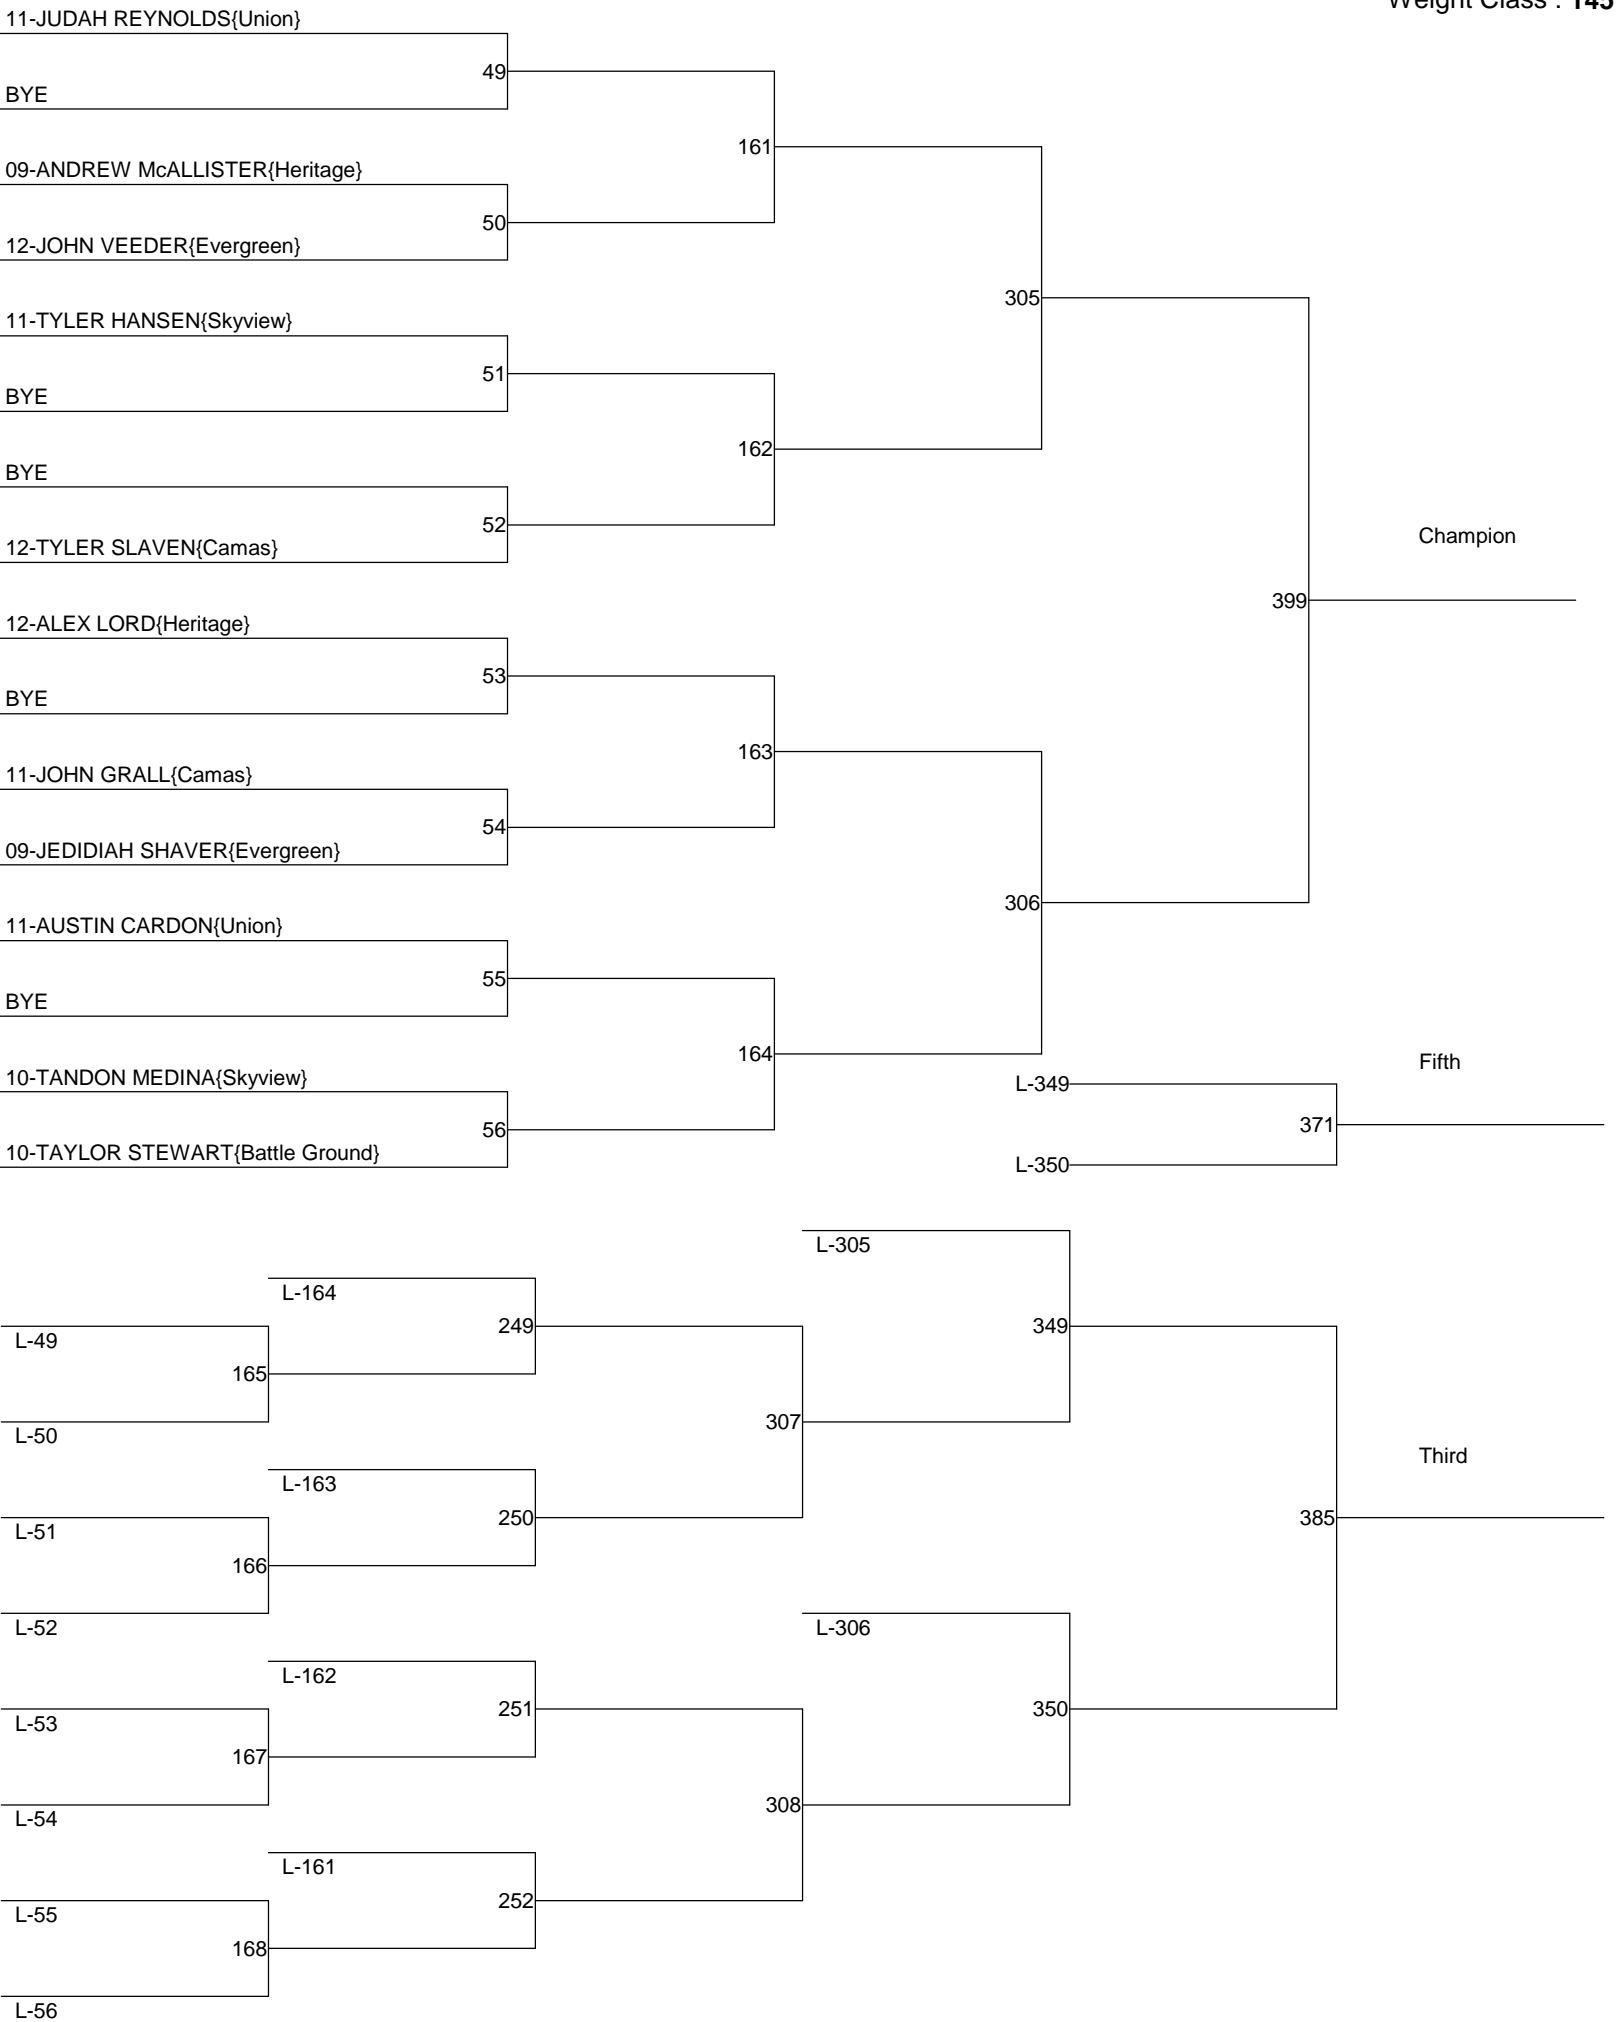 Weight Class : 145
11-JUDAH REYNOLDS{Union}
49
BYE
161
09-ANDREW McALLISTER{Heritage}
50
12-JOHN VEEDER{Evergreen}
305
11-TYLER HANSEN{Skyview}
51
BYE
162
BYE
52
12-TYLER SLAVEN{Camas}
Champion
399
12-ALEX LORD{Heritage}
53
BYE
163
11-JOHN GRALL{Camas}
54
09-JEDIDIAH SHAVER{Evergreen}
306
11-AUSTIN CARDON{Union}
55
BYE
164
10-TANDON MEDINA{Skyview}
56
10-TAYLOR STEWART{Battle Ground}
Fifth
L-349
371
L-350
L-305
L-164
249
349
L-49
165
L-50
307
L-163
250
L-51
166
L-52
Third
385
L-306
L-162
251
350
L-53
167
L-54
308
L-161
252
L-55
168
L-56